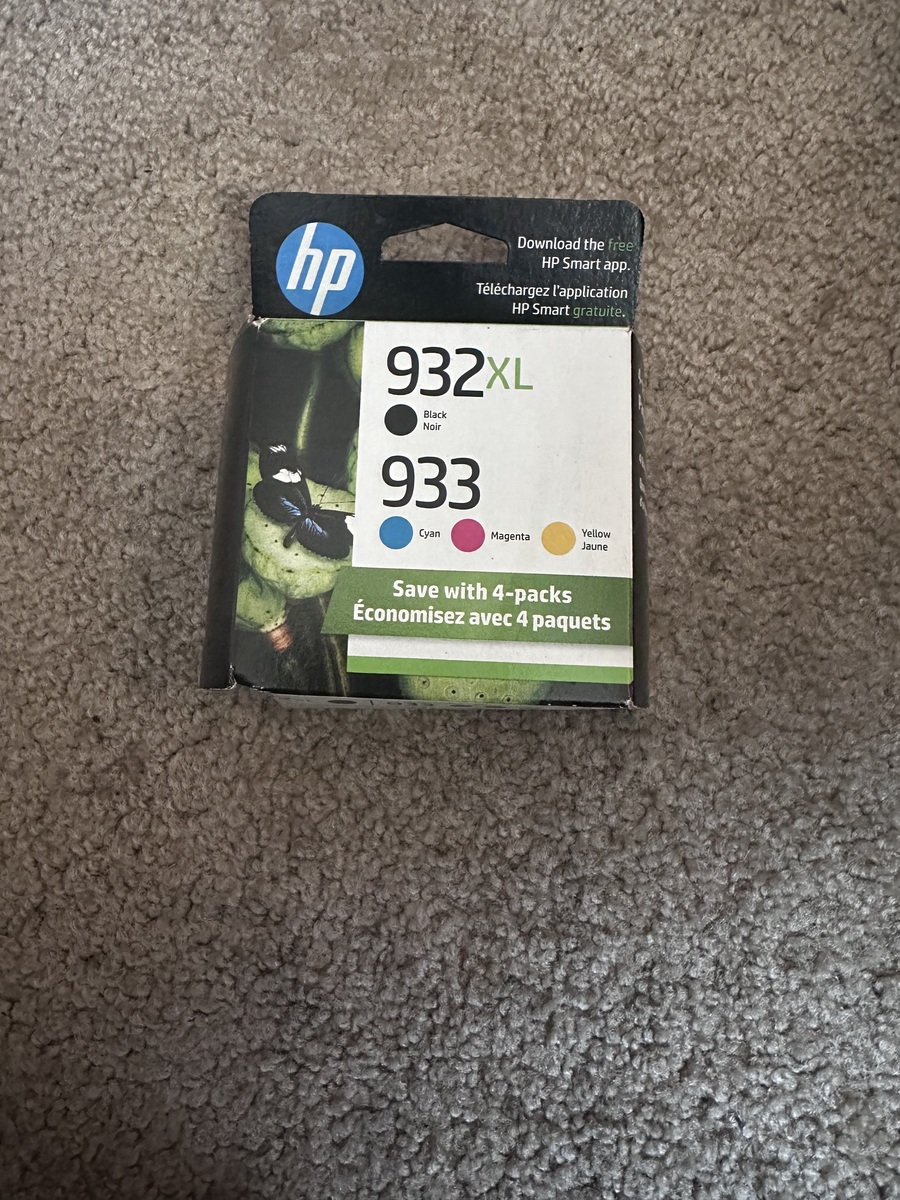 hp
Download the free
HP Smart app.
Téléchargez l'application
HP Smart gratuite.
932XL
Black
Noir
933
Cyan
Magenta
Yellow
Jaune
Save with 4-packs
Économisez avec 4 paquets